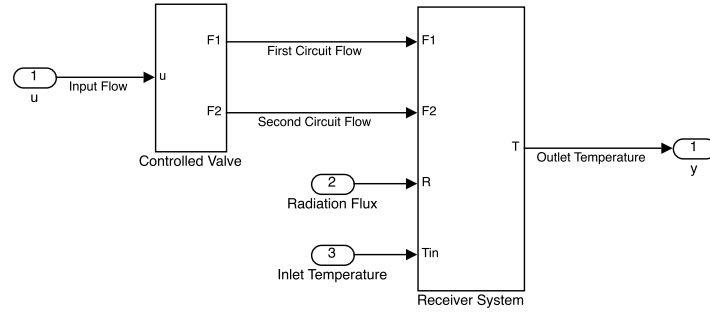 F1
F1
First Circuit Flow
1
u
Input Flow
u
F2
F2
Second Circuit Flow
Controlled Valve
T
1
Outlet Temperature
y
2
R
Radiation Flux
3
Tin
Inlet Temperature
Receiver System